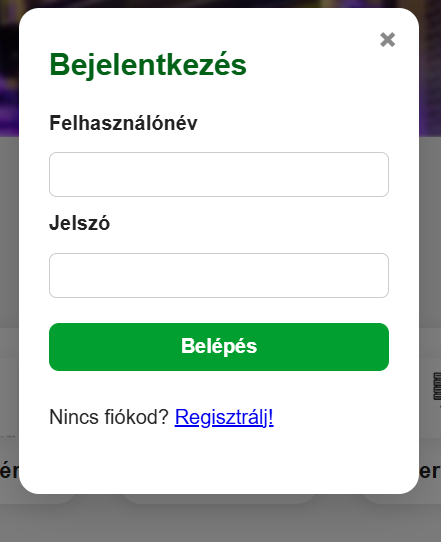 Bejelentkezés
Felhasználónév
Jelszó
Belépés
Nincs fiókod? Regisztrálj!